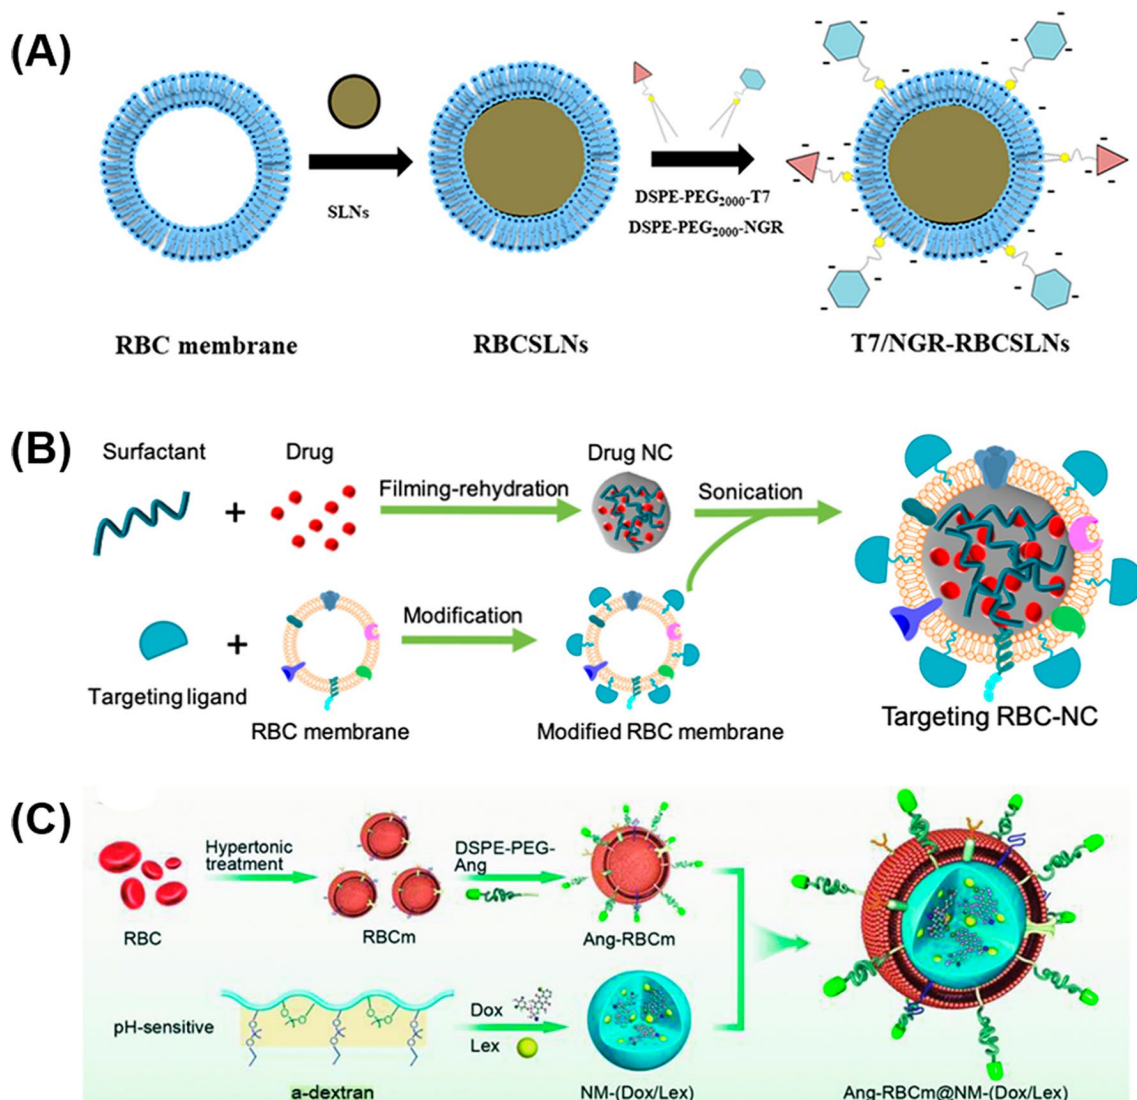 (A)
SLNs
DSPE-PEG2000-T7
DSPE-PEG2000-NGR
RBC membrane
RBCSLNs
T7/NGR-RBCSLNs
(B)
Surfactant
Drug
Filming-rehydration
Drug NC
Sonication
+
Modification
+
Targeting ligand
RBC membrane
Modified RBC membrane
Targeting RBC-NC
(C)
Hypertonic
treatment
DSPE-PEG-
Ang
RBC
RBCm
Ang-RBCm
pH-sensitive
Dox
Lex
a-dextran
NM-(Dox/Lex)
Ang-RBCm@NM-(Dox/Lex)